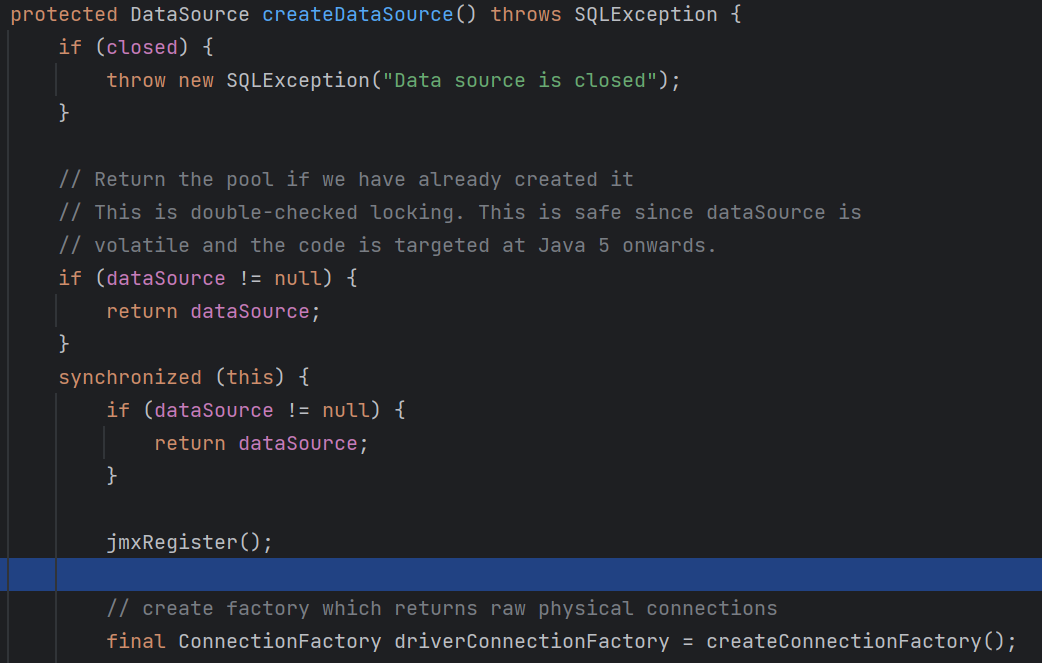 protected DataSource createDataSource() throws SQLException {
    if (closed) {
        throw new SQLException("Data source is closed");
    }

    // Return the pool if we have already created it
    // This is double-checked locking. This is safe since dataSource is
    // volatile and the code is targeted at Java 5 onwards.
    if (dataSource != null) {
        return dataSource;
    }
    synchronized (this) {
        if (dataSource != null) {
            return dataSource;
        }

        jmxRegister();

        // create factory which returns raw physical connections
        final ConnectionFactory driverConnectionFactory = createConnectionFactory();